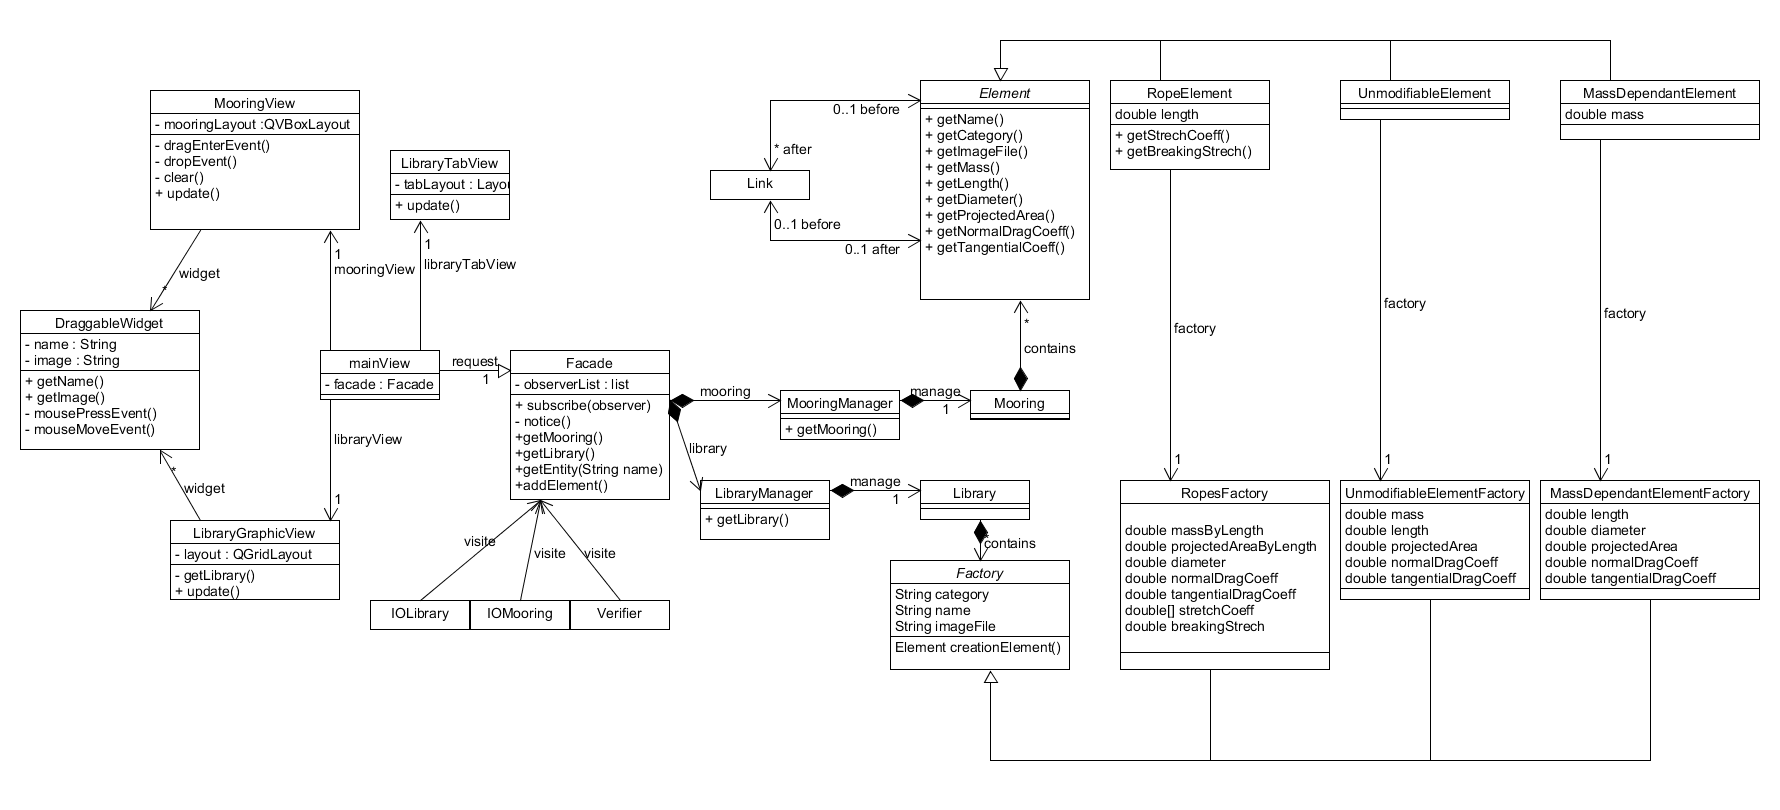 MooringView
- mooringLayout :QVBoxLayout
- dragEnterEvent()
- dropEvent()
- clear()
+ update()
LibraryTabView
- tabLayout : Layou
+ update()
1
mooringView
1
libraryTabView
widget
*
DraggableWidget
- name : String
- image : String
+ getName()
+ getImage()
- mousePressEvent()
- mouseMoveEvent()
mainView
- facade : Facade
request
1
libraryView
1
*
widget
LibraryGraphicView
- layout : QGridLayout
- getLibrary()
+ update()
Facade
- observerList : list
+ subscribe(observer)
- notice()
+getMooring()
+getLibrary()
+getEntity(String name)
+addElement()
visite
visite
visite
IOLibrary
IOMooring
Verifier
mooring
library
MooringManager
+ getMooring()
manage
1
Mooring
LibraryManager
+ getLibrary()
manage
1
Library
*
contains
Factory
String category
String name
String imageFile
Element creationElement()
0..1 before
* after
Link
0..1 before
0..1 after
Element
+ getName()
+ getCategory()
+ getImageFile()
+ getMass()
+ getLength()
+ getDiameter()
+ getProjectedArea()
+ getNormalDragCoeff()
+ getTangentialCoeff()
*
contains
RopeElement
double length
+ getStrechCoeff()
+ getBreakingStrech()
UnmodifiableElement
MassDependantElement
double mass
factory
1
factory
1
factory
1
RopesFactory
double massByLength
double projectedAreaByLength
double diameter
double normalDragCoeff
double tangentialDragCoeff
double[] stretchCoeff
double breakingStrech
UnmodifiableElementFactory
double mass
double length
double projectedArea
double normalDragCoeff
double tangentialDragCoeff
MassDependantElementFactory
double length
double diameter
double projectedArea
double normalDragCoeff
double tangentialDragCoeff